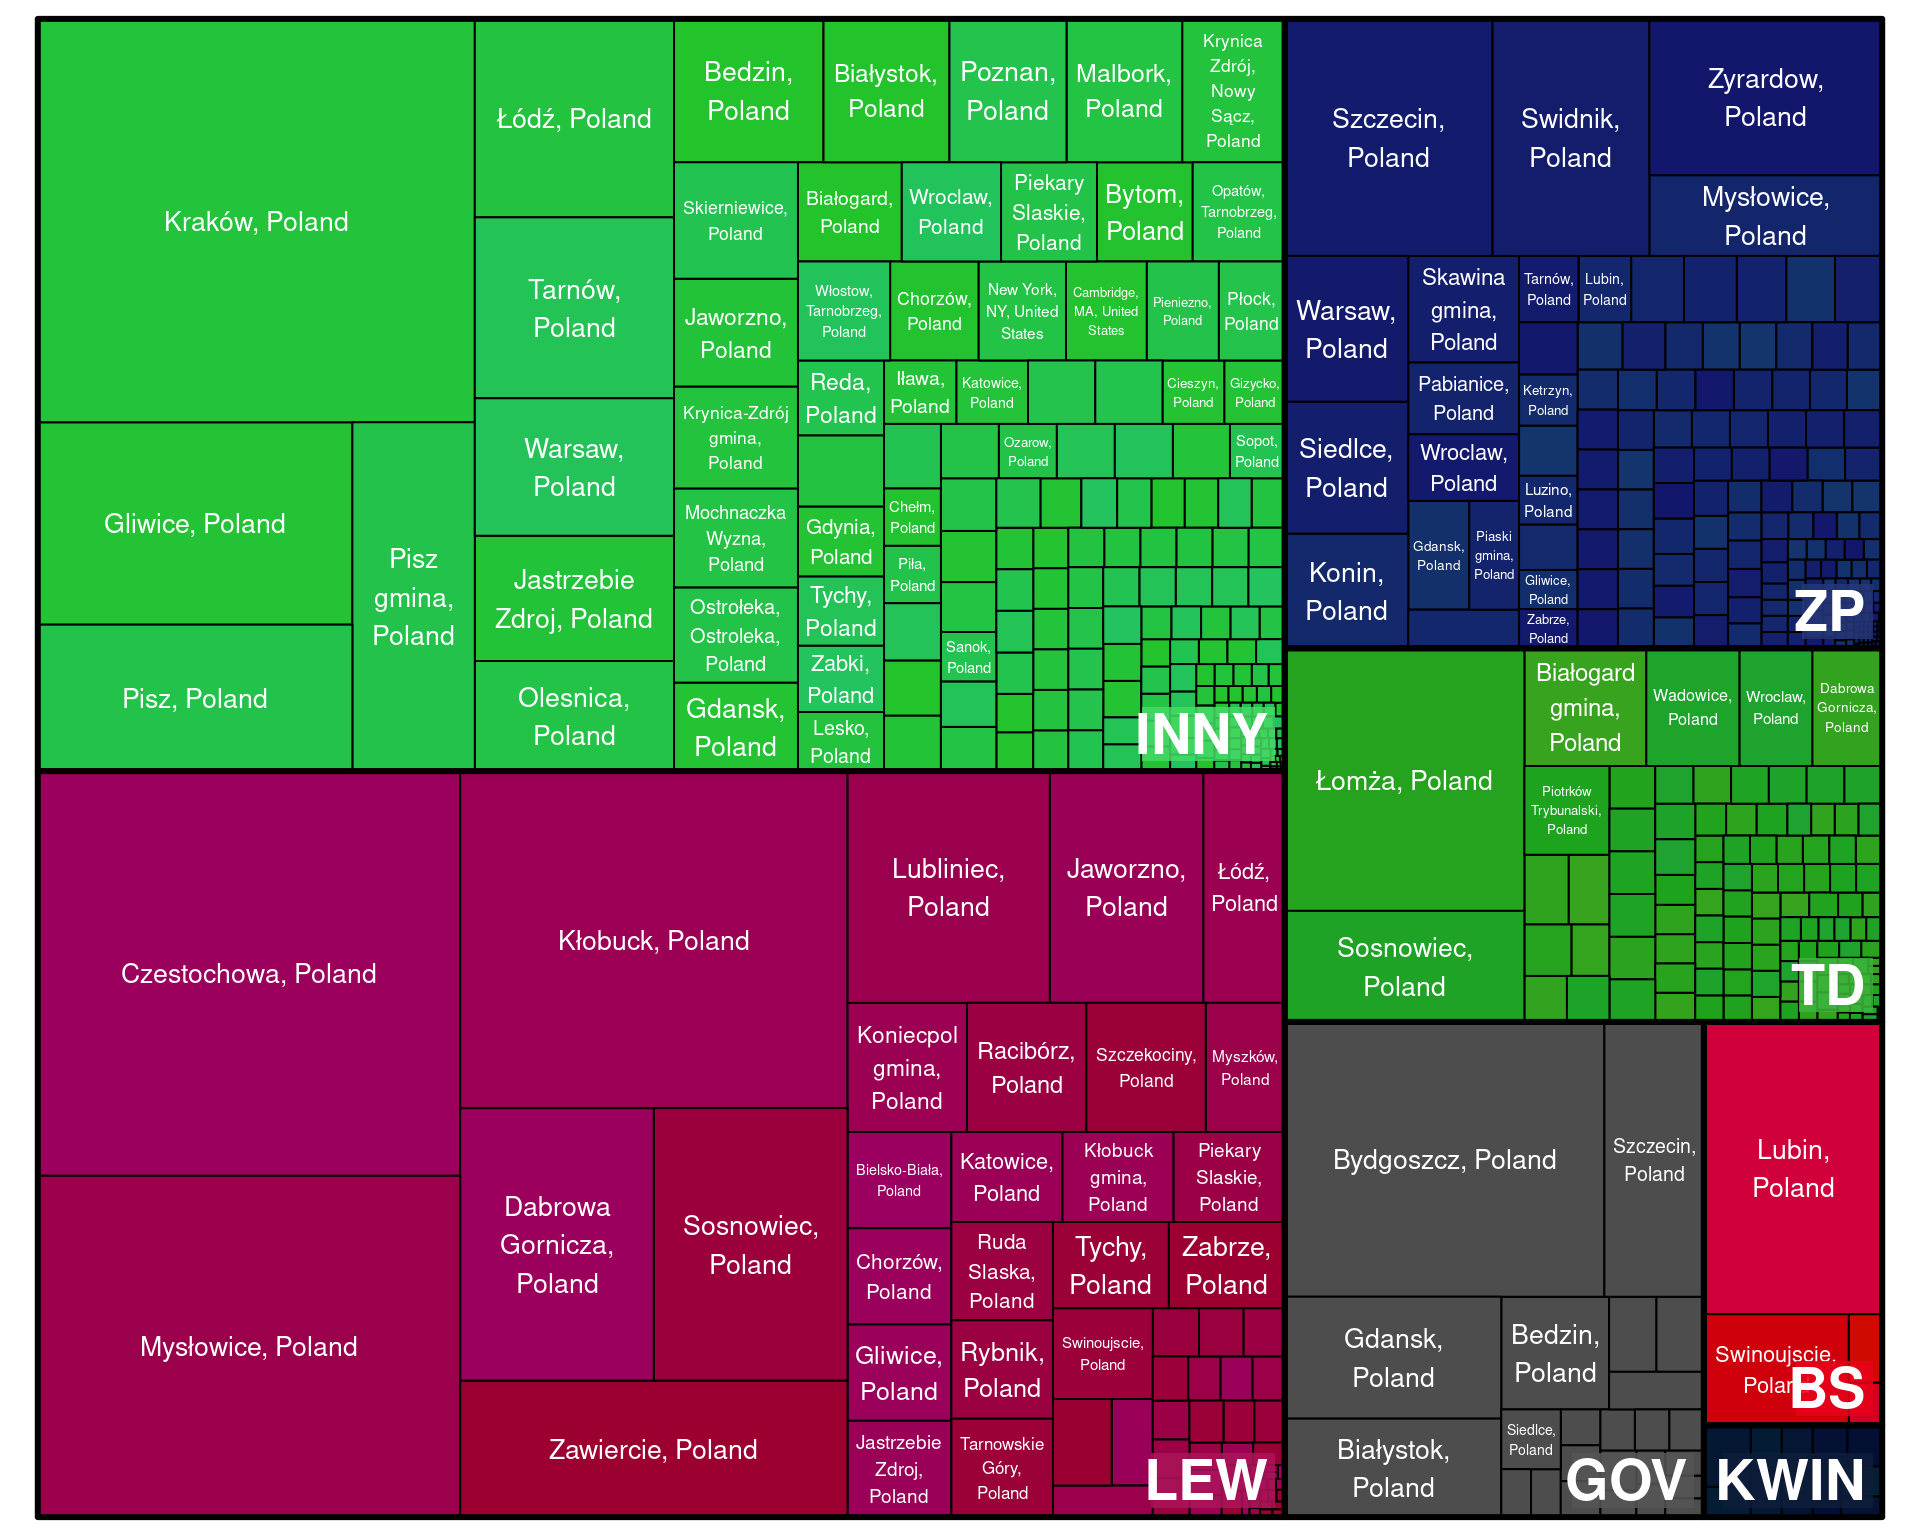 Kraków, Poland
Gliwice, Poland
Pisz, Poland
Pisz
gmina,
Poland
Łódź, Poland
Tarnów,
Poland
Warsaw,
Poland
Jastrzebie
Zdroj, Poland
Olesnica,
Poland
Bedzin,
Poland
Białystok,
Poland
Poznan,
Poland
Malbork,
Poland
Krynica
Zdrój,
Nowy
Sącz,
Poland
Skierniewice,
Poland
Jaworzno,
Poland
Krynica-Zdrój
gmina,
Poland
Mochnaczka
Wyzna,
Poland
Ostrołeka,
Ostroleka,
Poland
Gdansk,
Poland
Białogard,
Poland
Wroclaw,
Poland
Piekary
Slaskie,
Poland
Bytom,
Poland
Opatów,
Tarnobrzeg,
Poland
Włostow,
Tarnobrzeg,
Poland
Chorzów,
Poland
New York,
NY, United
States
Cambridge,
MA, United
States
Pieniezno,
Poland
Płock,
Poland
Reda,
Poland
Gdynia,
Poland
Tychy,
Poland
Zabki,
Poland
Lesko,
Poland
Iława,
Poland
Katowice,
Poland
Cieszyn,
Poland
Gizycko,
Poland
Chełm,
Poland
Piła,
Poland
Ozarow,
Poland
Sopot,
Poland
Sanok,
Poland
INNY
Czestochowa, Poland
Mysłowice, Poland
Kłobuck, Poland
Dabrowa
Gornicza,
Poland
Sosnowiec,
Poland
Zawiercie, Poland
Lubliniec,
Poland
Jaworzno,
Poland
Łódź,
Poland
Koniecpol
gmina,
Poland
Racibórz,
Poland
Szczekociny,
Poland
Myszków,
Poland
Bielsko-Biała,
Poland
Chorzów,
Poland
Gliwice,
Poland
Jastrzebie
Zdroj,
Poland
Katowice,
Poland
Kłobuck
gmina,
Poland
Piekary
Slaskie,
Poland
Ruda
Slaska,
Poland
Rybnik,
Poland
Tarnowskie
Góry,
Poland
Tychy,
Poland
Zabrze,
Poland
Swinoujscie,
Poland
LEW
Szczecin,
Poland
Swidnik,
Poland
Zyrardow,
Poland
Mysłowice,
Poland
Warsaw,
Poland
Siedlce,
Poland
Konin,
Poland
Skawina
gmina,
Poland
Pabianice,
Poland
Wroclaw,
Poland
Gdansk,
Poland
Piaski
gmina,
Poland
Tarnów,
Poland
Lubin,
Poland
Ketrzyn,
Poland
Luzino,
Poland
Gliwice,
Poland
Zabrze,
Poland
ZP
Łomża, Poland
Sosnowiec,
Poland
Białogard
gmina,
Poland
Wadowice,
Poland
Wroclaw,
Poland
Dabrowa
Gornicza,
Poland
Piotrków
Trybunalski,
Poland
TD
Bydgoszcz, Poland
Szczecin,
Poland
Gdansk,
Poland
Białystok,
Poland
Bedzin,
Poland
Siedlce,
Poland
GOV
Lubin,
Poland
Swinoujscie,
Poland
BS
KWIN